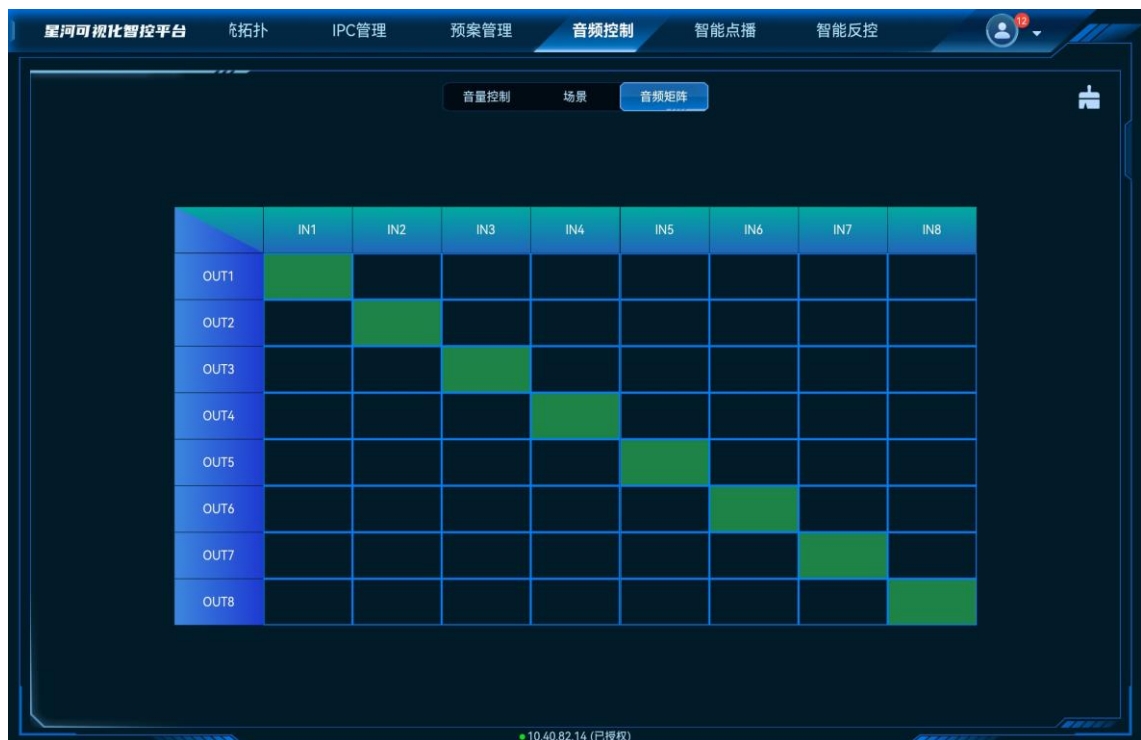 星河可视化智控平台 统拓扑 IPC管理 预案管理 音频控制 智能点播 智能反控 12
音量控制 场景 音频矩阵
IN1 IN2 IN3 IN4 IN5 IN6 IN7 IN8
OUT1
OUT2
OUT3
OUT4
OUT5
OUT6
OUT7
OUT8
10.40.82.14 (已授权)